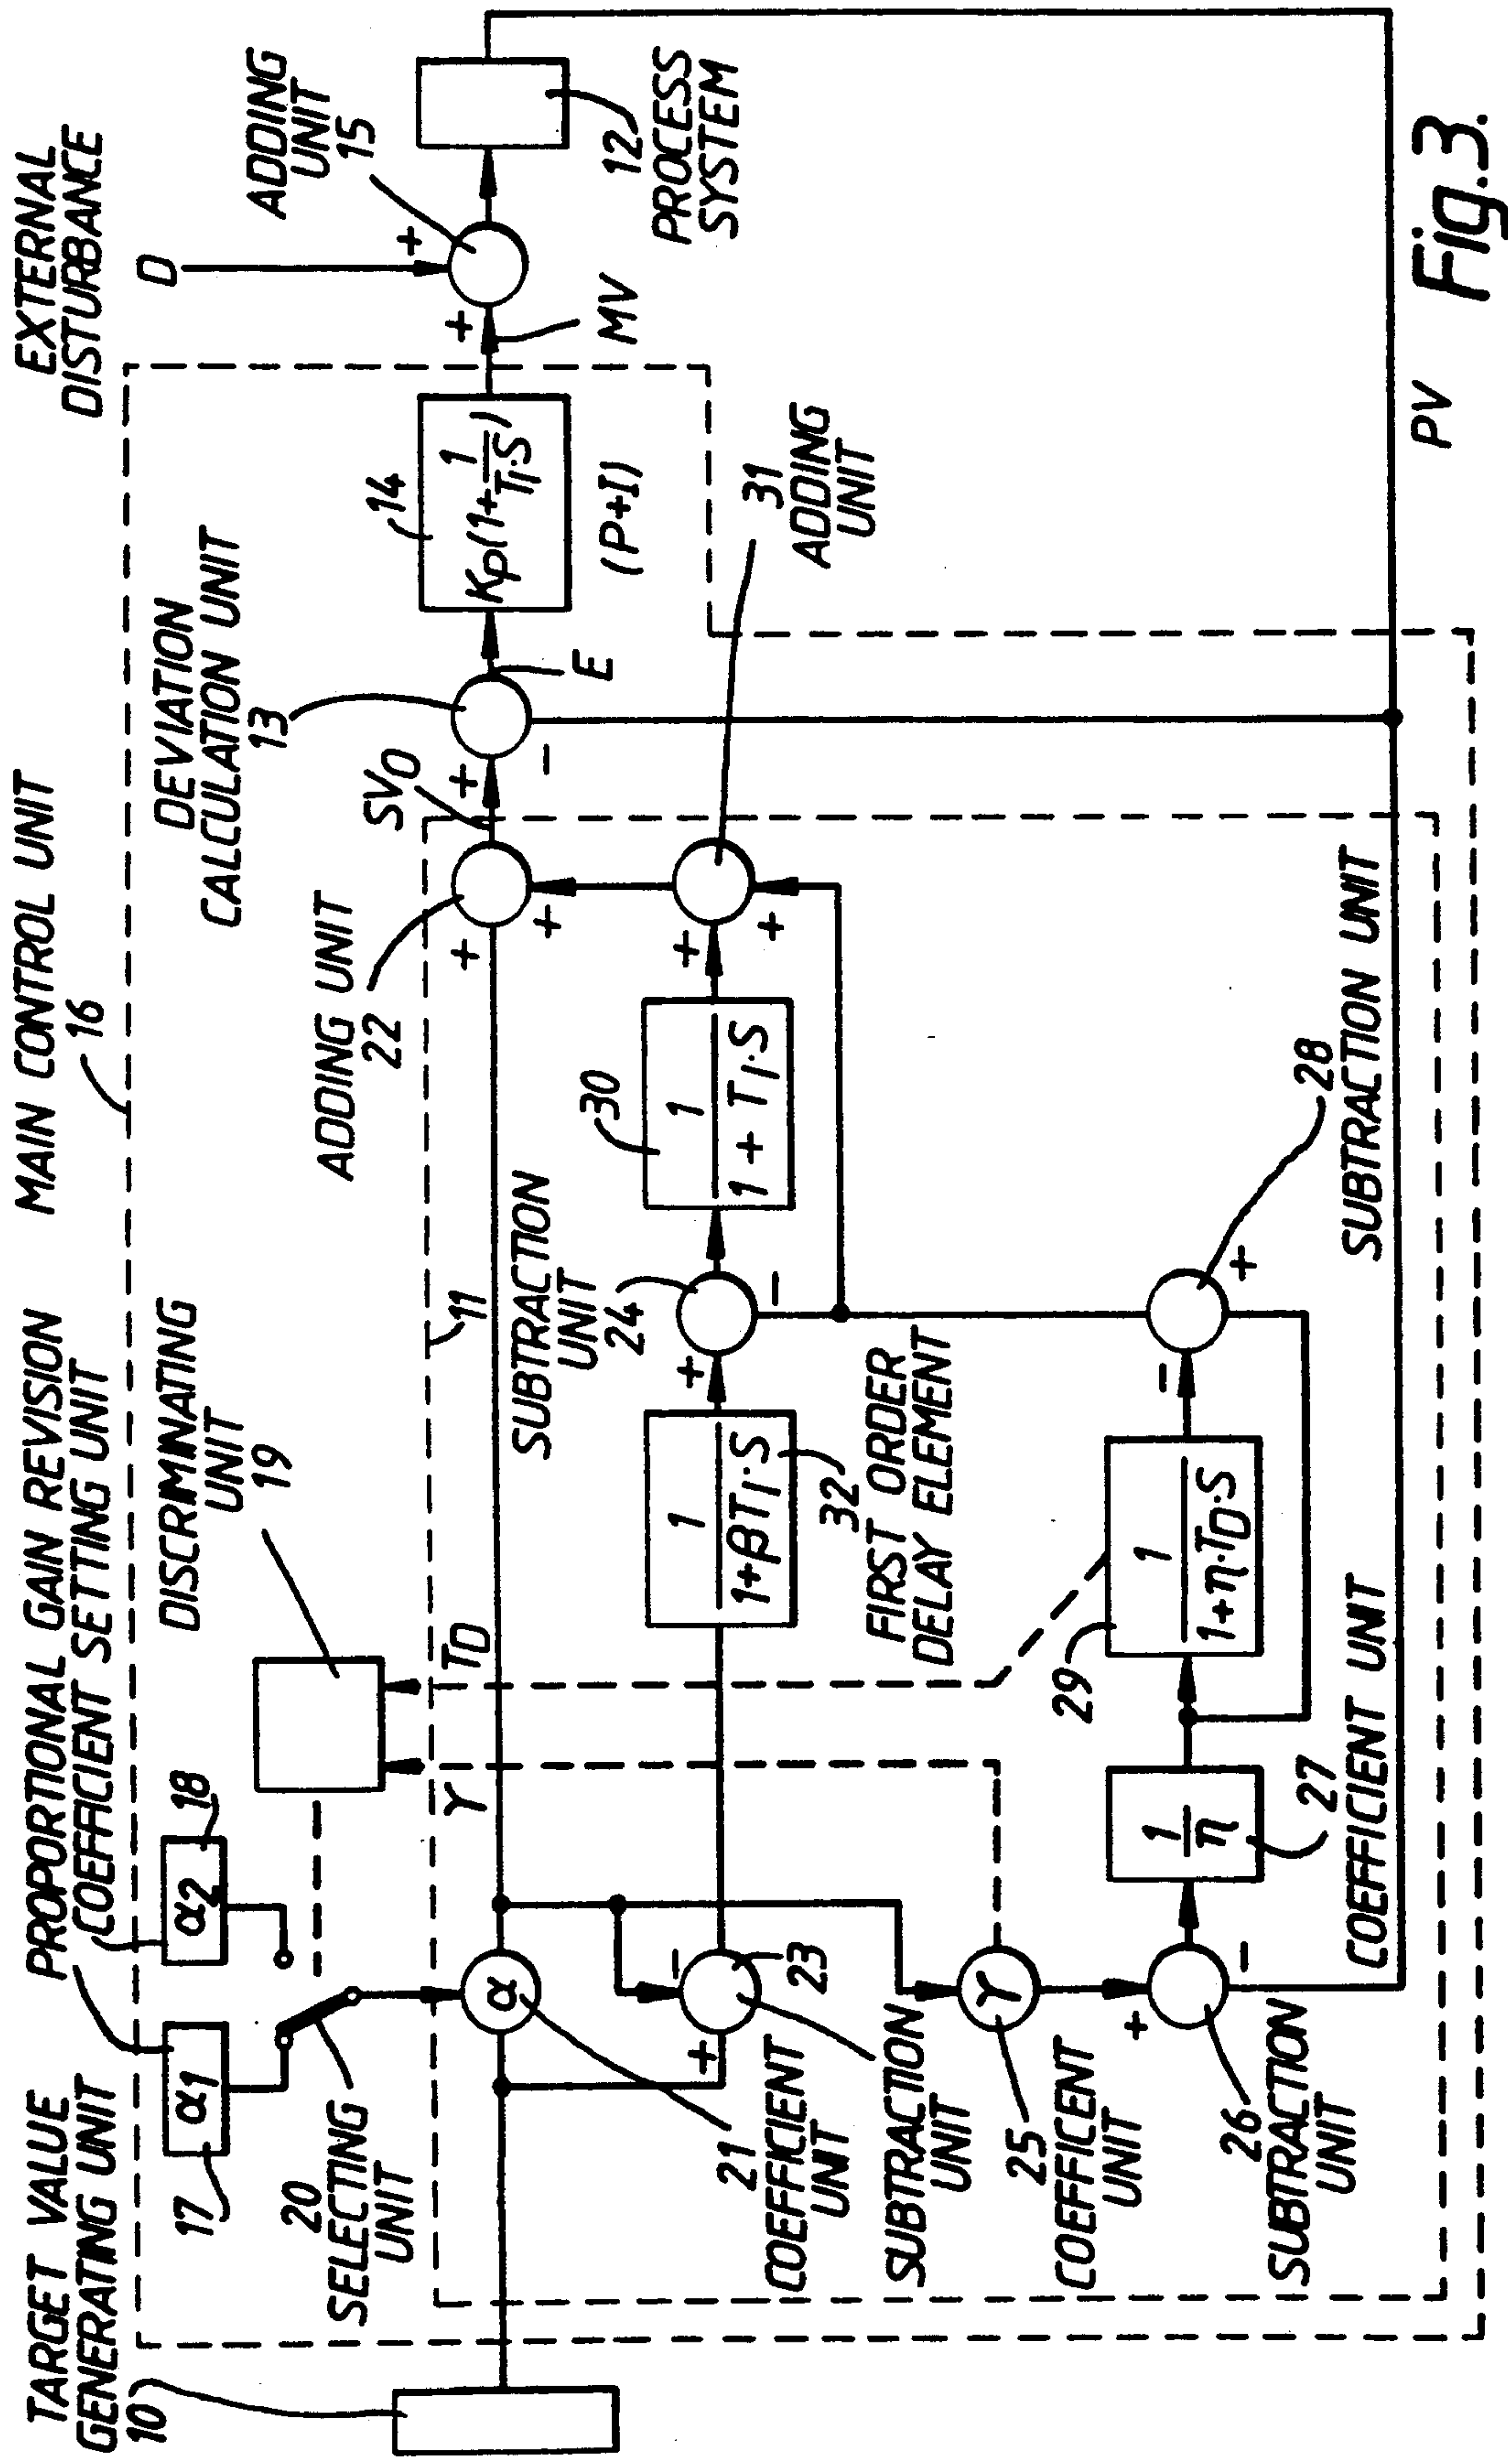 TARGET VALUE
GENERATING UNIT
10
PROPORTIONAL GAIN REVISION
COEFFICIENT SETTING UNIT
MAIN CONTROL UNIT
16
EXTERNAL
DISTURBANCE
D
17
α1
α2
18
20
SELECTING
UNIT
DISCRIMINATING
UNIT
19
DEVIATION
CALCULATION UNIT
13
ADDING
UNIT
15
ADDING UNIT
22
11
γ
TD
α
SVO
+
+
+
−
E
14
Kp(1+ 1/TI·S)
(P+I)
+
+
MV
12
PROCESS
SYSTEM
21
COEFFICIENT
UNIT
+
−
23
SUBTRACTION
UNIT
1
1+βTI·S
32
FIRST ORDER
DELAY ELEMENT
SUBTRACTION
UNIT
24
+
−
30
1
1+TI·S
+
+
31
ADDING
UNIT
γ
25
COEFFICENT
UNIT
+
−
26
SUBTRACTION
UNIT
1
η
27
COEFFICIENT UNIT
29
1
1+η·TD·S
−
+
28
SUBTRACTION UNIT
PV
Fig.3.